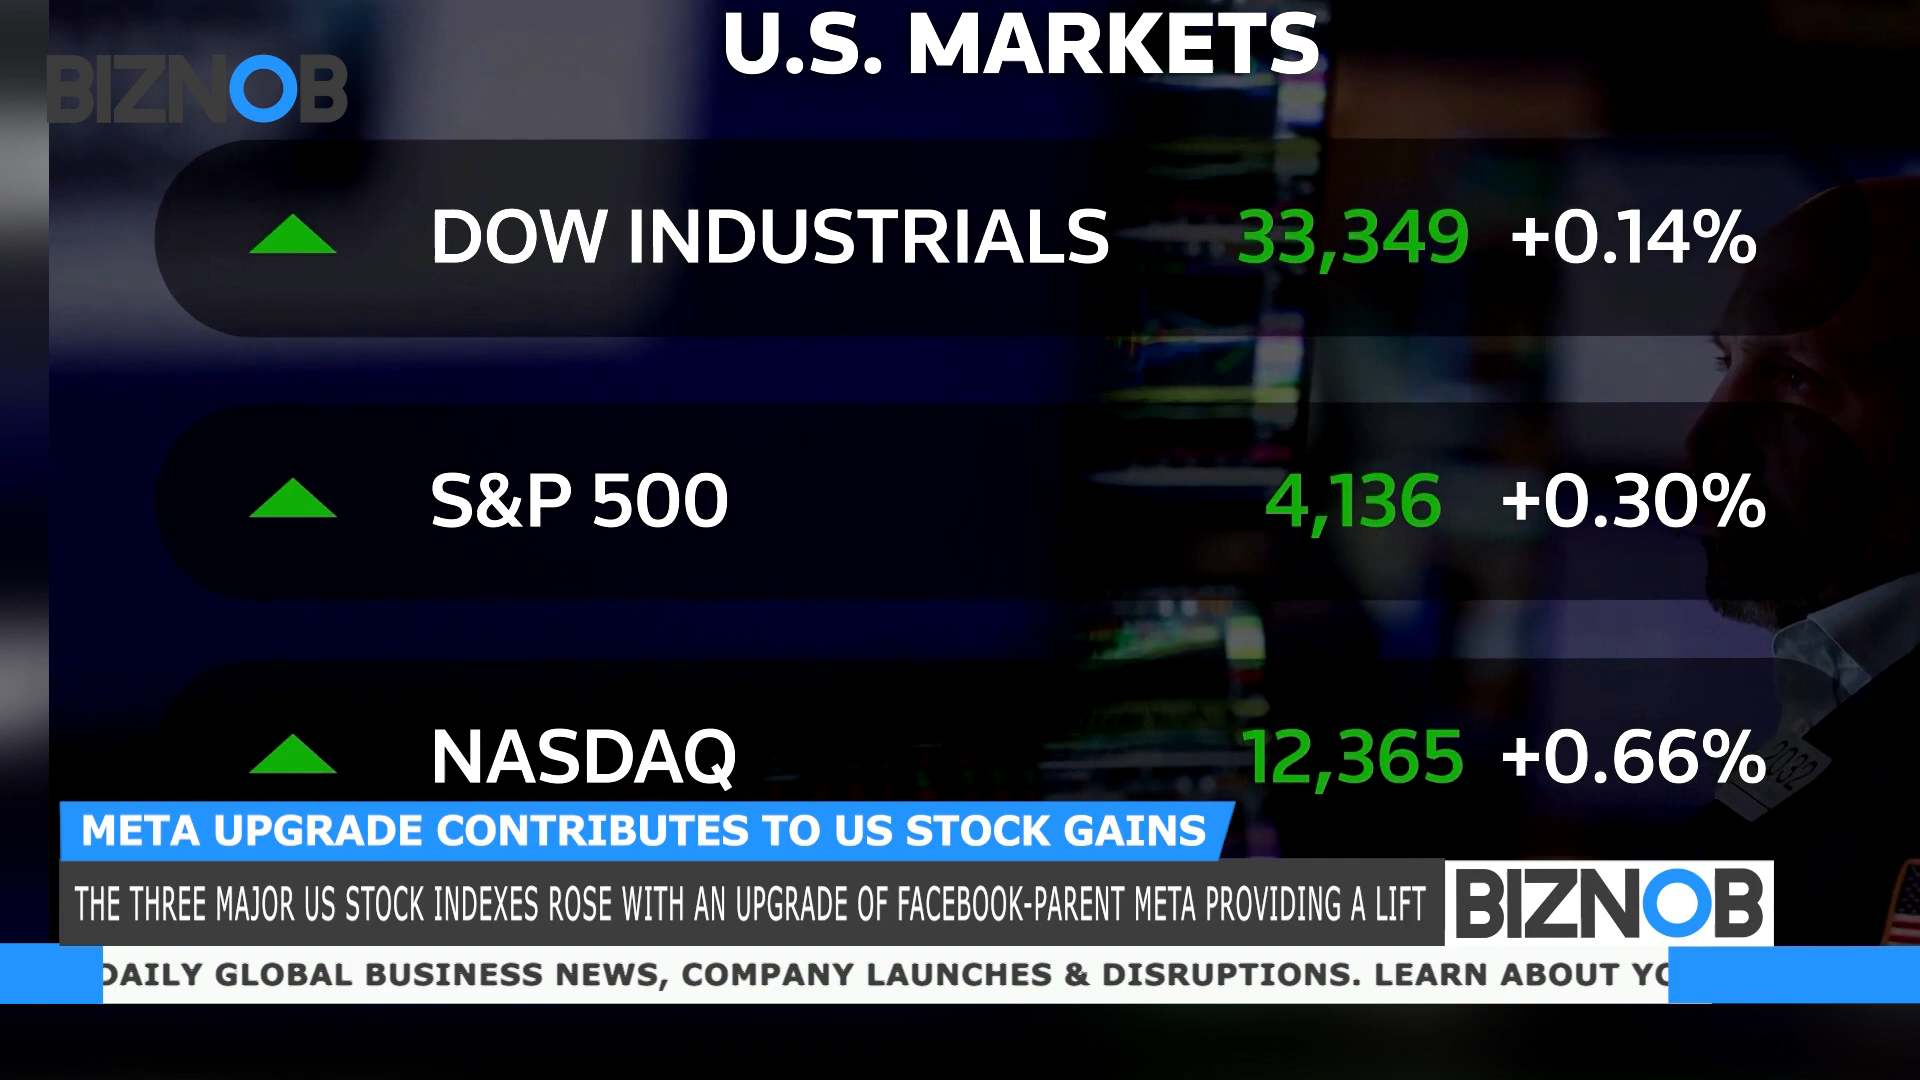 U.S. MARKETS
BIZNOB
DOW INDUSTRIALS 33,349 +0.14%
S&P 500 4,136 +0.30%
NASDAQ 12,365 +0.66%
2032
META UPGRADE CONTRIBUTES TO US STOCK GAINS
THE THREE MAJOR US STOCK INDEXES ROSE WITH AN UPGRADE OF FACEBOOK-PARENT META PROVIDING A LIFT
BIZNOB
DAILY GLOBAL BUSINESS NEWS, COMPANY LAUNCHES & DISRUPTIONS. LEARN ABOUT YO